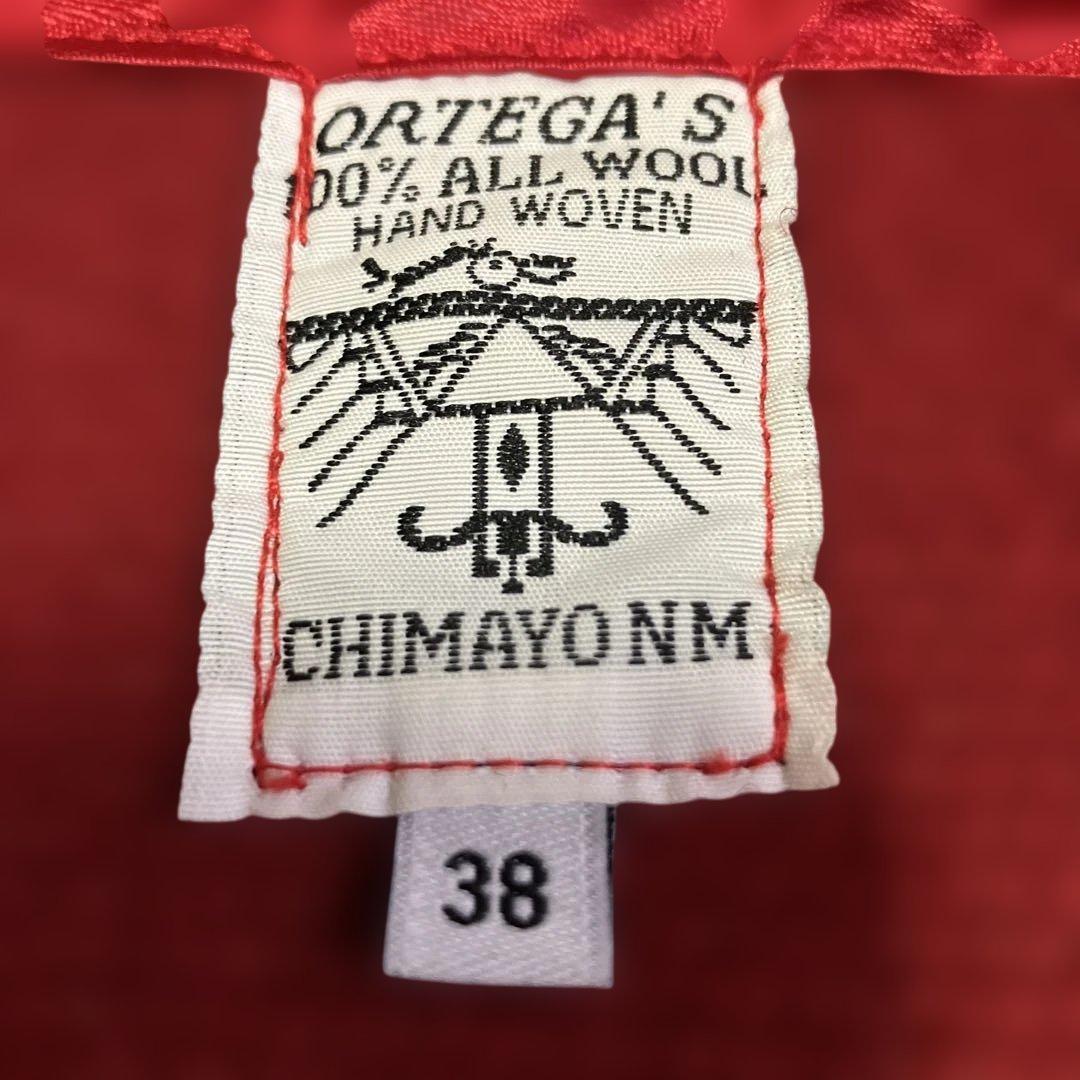 ORTEGA'S
100% ALL WOOL
HAND WOVEN
CHIMAYO NM
38